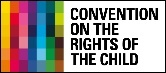 CONVENTION
ON THE
RIGHTS OF
THE CHILD